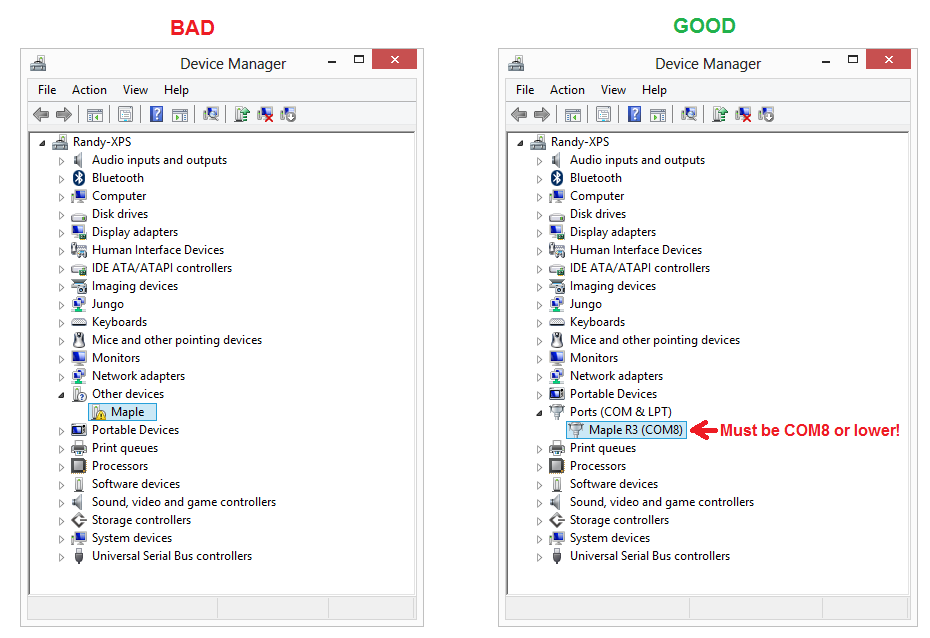 BAD
Device Manager
File Action View Help
Randy-XPS
Audio inputs and outputs
Bluetooth
Computer
Disk drives
Display adapters
Human Interface Devices
IDE ATA/ATAPI controllers
Imaging devices
Jungo
Keyboards
Mice and other pointing devices
Monitors
Network adapters
Other devices
Maple
Portable Devices
Print queues
Processors
Software devices
Sound, video and game controllers
Storage controllers
System devices
Universal Serial Bus controllers
GOOD
Device Manager
File Action View Help
Randy-XPS
Audio inputs and outputs
Bluetooth
Computer
Disk drives
Display adapters
Human Interface Devices
IDE ATA/ATAPI controllers
Imaging devices
Jungo
Keyboards
Mice and other pointing devices
Monitors
Network adapters
Portable Devices
Ports (COM & LPT)
Maple R3 (COM8) Must be COM8 or lower!
Print queues
Processors
Software devices
Sound, video and game controllers
Storage controllers
System devices
Universal Serial Bus controllers